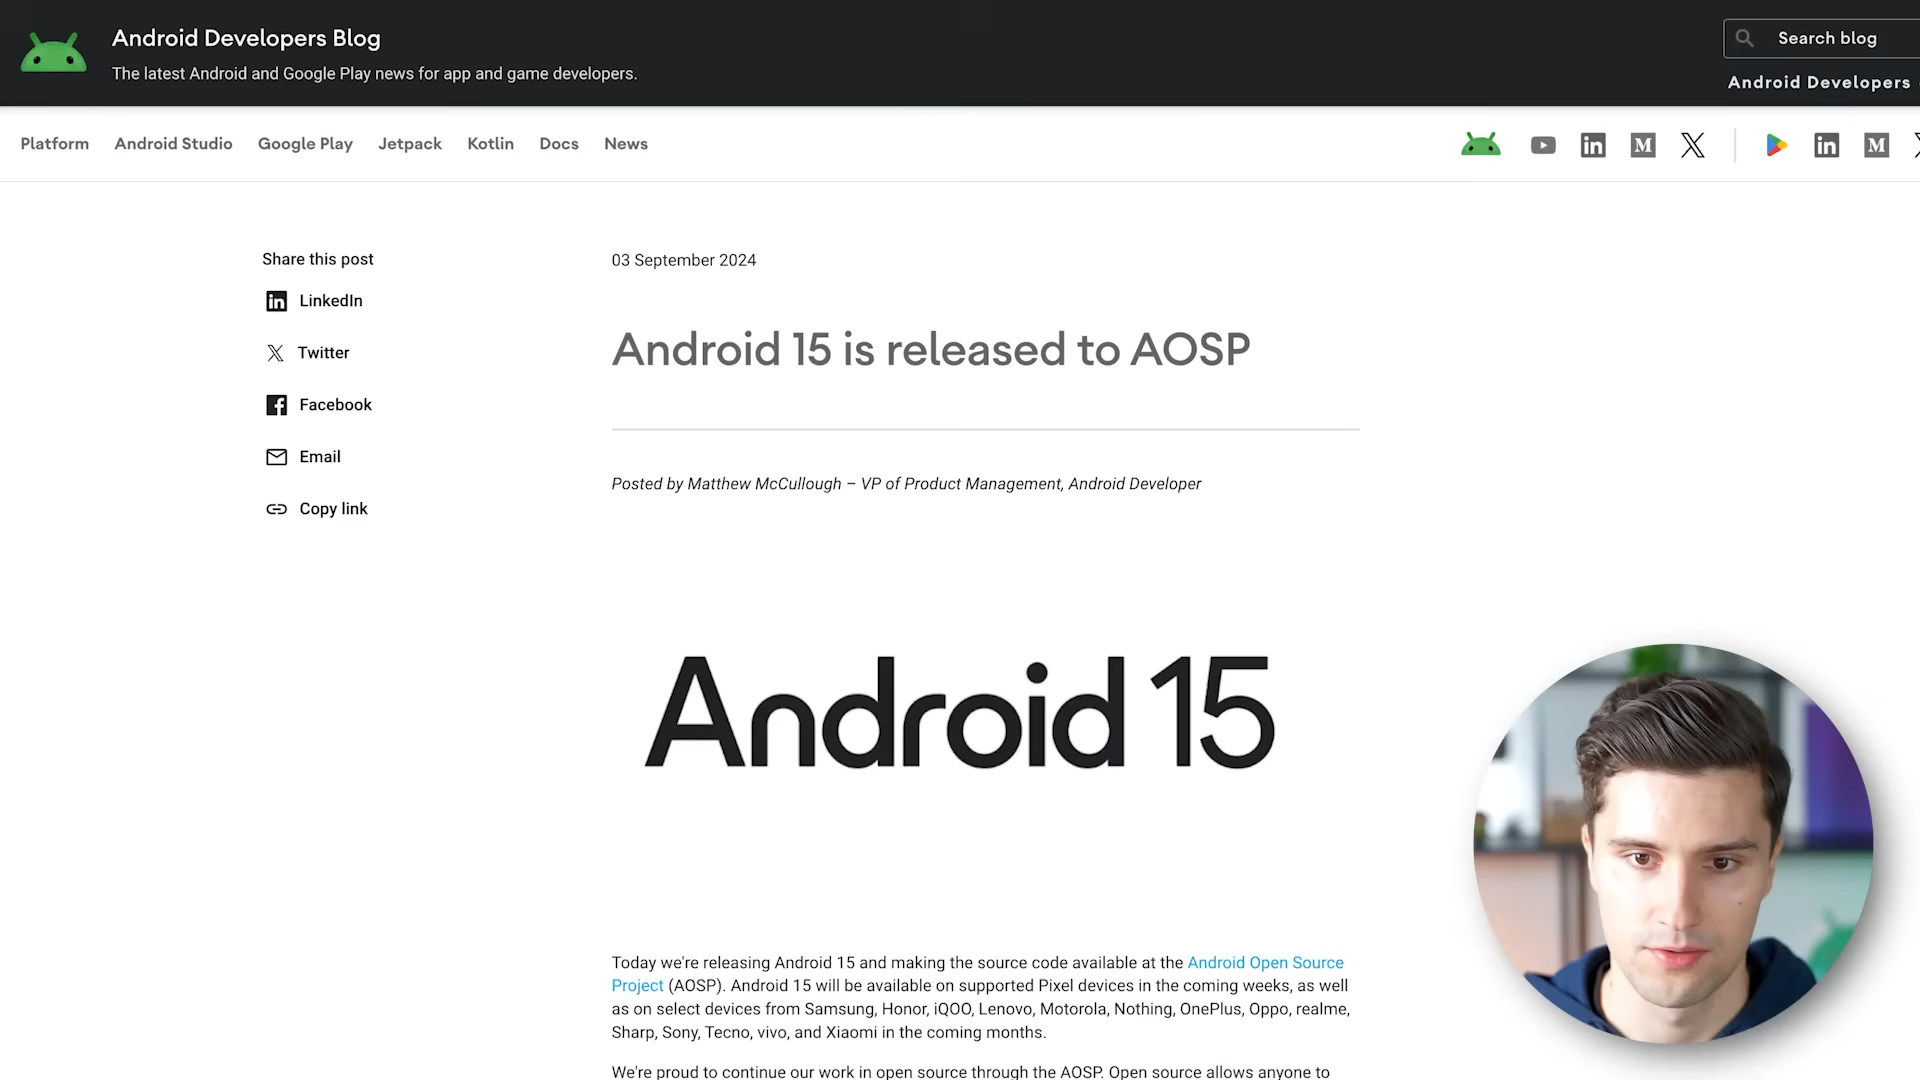 Android Developers Blog
The latest Android and Google Play news for app and game developers.
Search blog
Android Developers
Platform
Android Studio
Google Play
Jetpack
Kotlin
Docs
News
Share this post
LinkedIn
Twitter
Facebook
Email
Copy link
03 September 2024
Android 15 is released to AOSP
Posted by Matthew McCullough – VP of Product Management, Android Developer
Android 15
Today we're releasing Android 15 and making the source code available at the Android Open Source
Project (AOSP). Android 15 will be available on supported Pixel devices in the coming weeks, as well
as on select devices from Samsung, Honor, iQOO, Lenovo, Motorola, Nothing, OnePlus, Oppo, realme,
Sharp, Sony, Tecno, vivo, and Xiaomi in the coming months.
We're proud to continue our work in open source through the AOSP. Open source allows anyone to